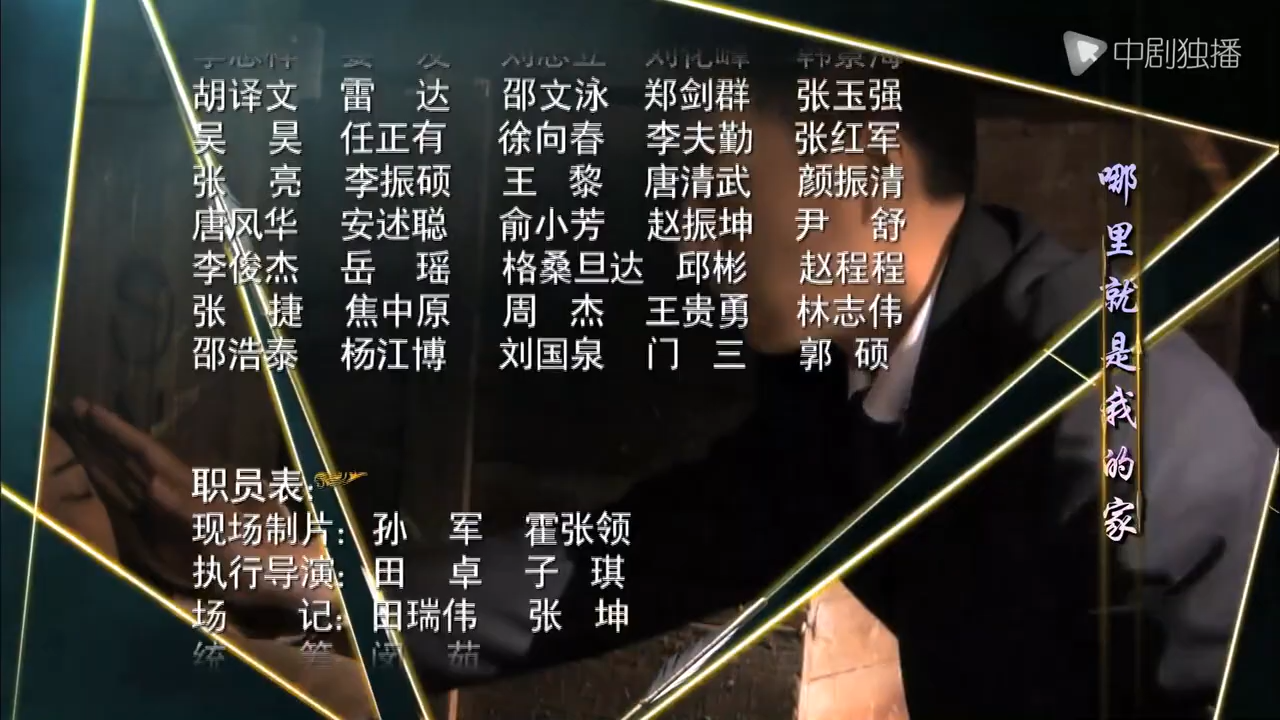 中剧独播
胡译文 雷 达 邵文泳 郑剑群 张玉强
吴 昊 任正有 徐向春 李夫勤 张红军
张 亮 李振硕 王 黎 唐清武 颜振清
唐风华 安述聪 俞小芳 赵振坤 尹 舒
李俊杰 岳 瑶 格桑旦达 邱彬 赵程程
张 捷 焦中原 周 杰 王贵勇 林志伟
邵浩泰 杨江博 刘国泉 门 三 郭 硕
职员表:
现场制片: 孙 军 霍张领
执行导演: 田 卓 子 琪
场 记: 田瑞伟 张 坤
哪里就是我的家